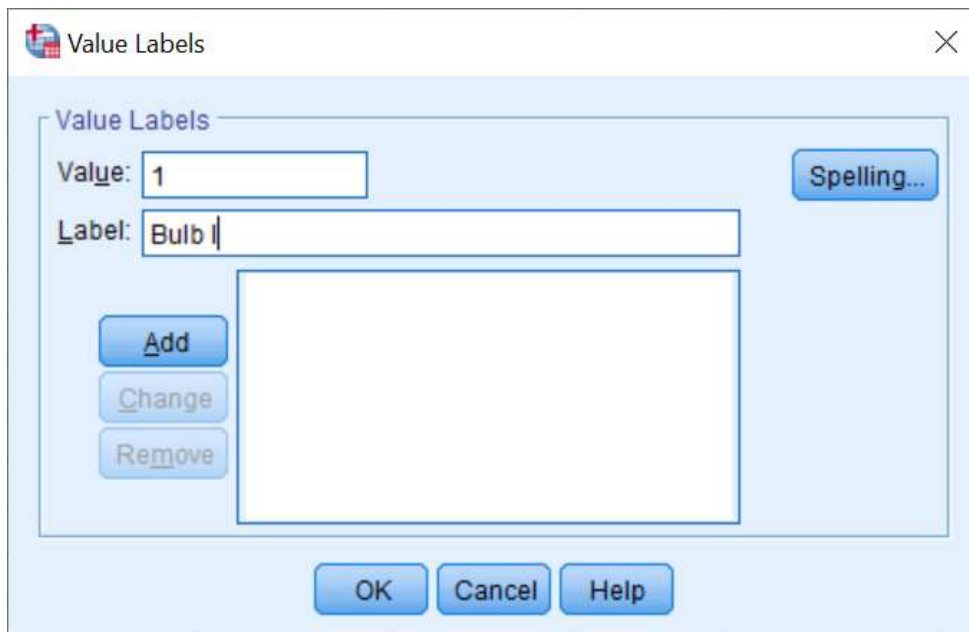 Value Labels
Value Labels
Value: 1
Spelling...
Label: Bulb I
Add
Change
Remove
OK Cancel Help